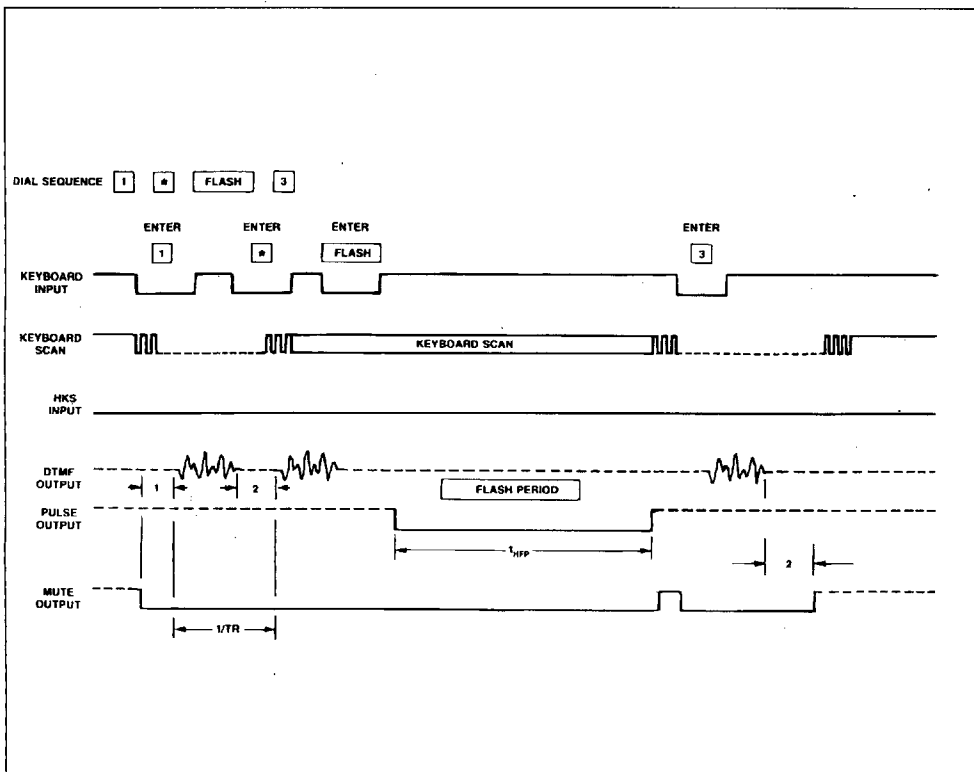 DIAL SEQUENCE 1 * FLASH 3
ENTER ENTER ENTER ENTER
1 * FLASH 3
KEYBOARD INPUT
KEYBOARD SCAN
KEYBOARD SCAN
HKS INPUT
DTMF OUTPUT
1 2
FLASH PERIOD
PULSE OUTPUT
tHFP
2
MUTE OUTPUT
1/TR